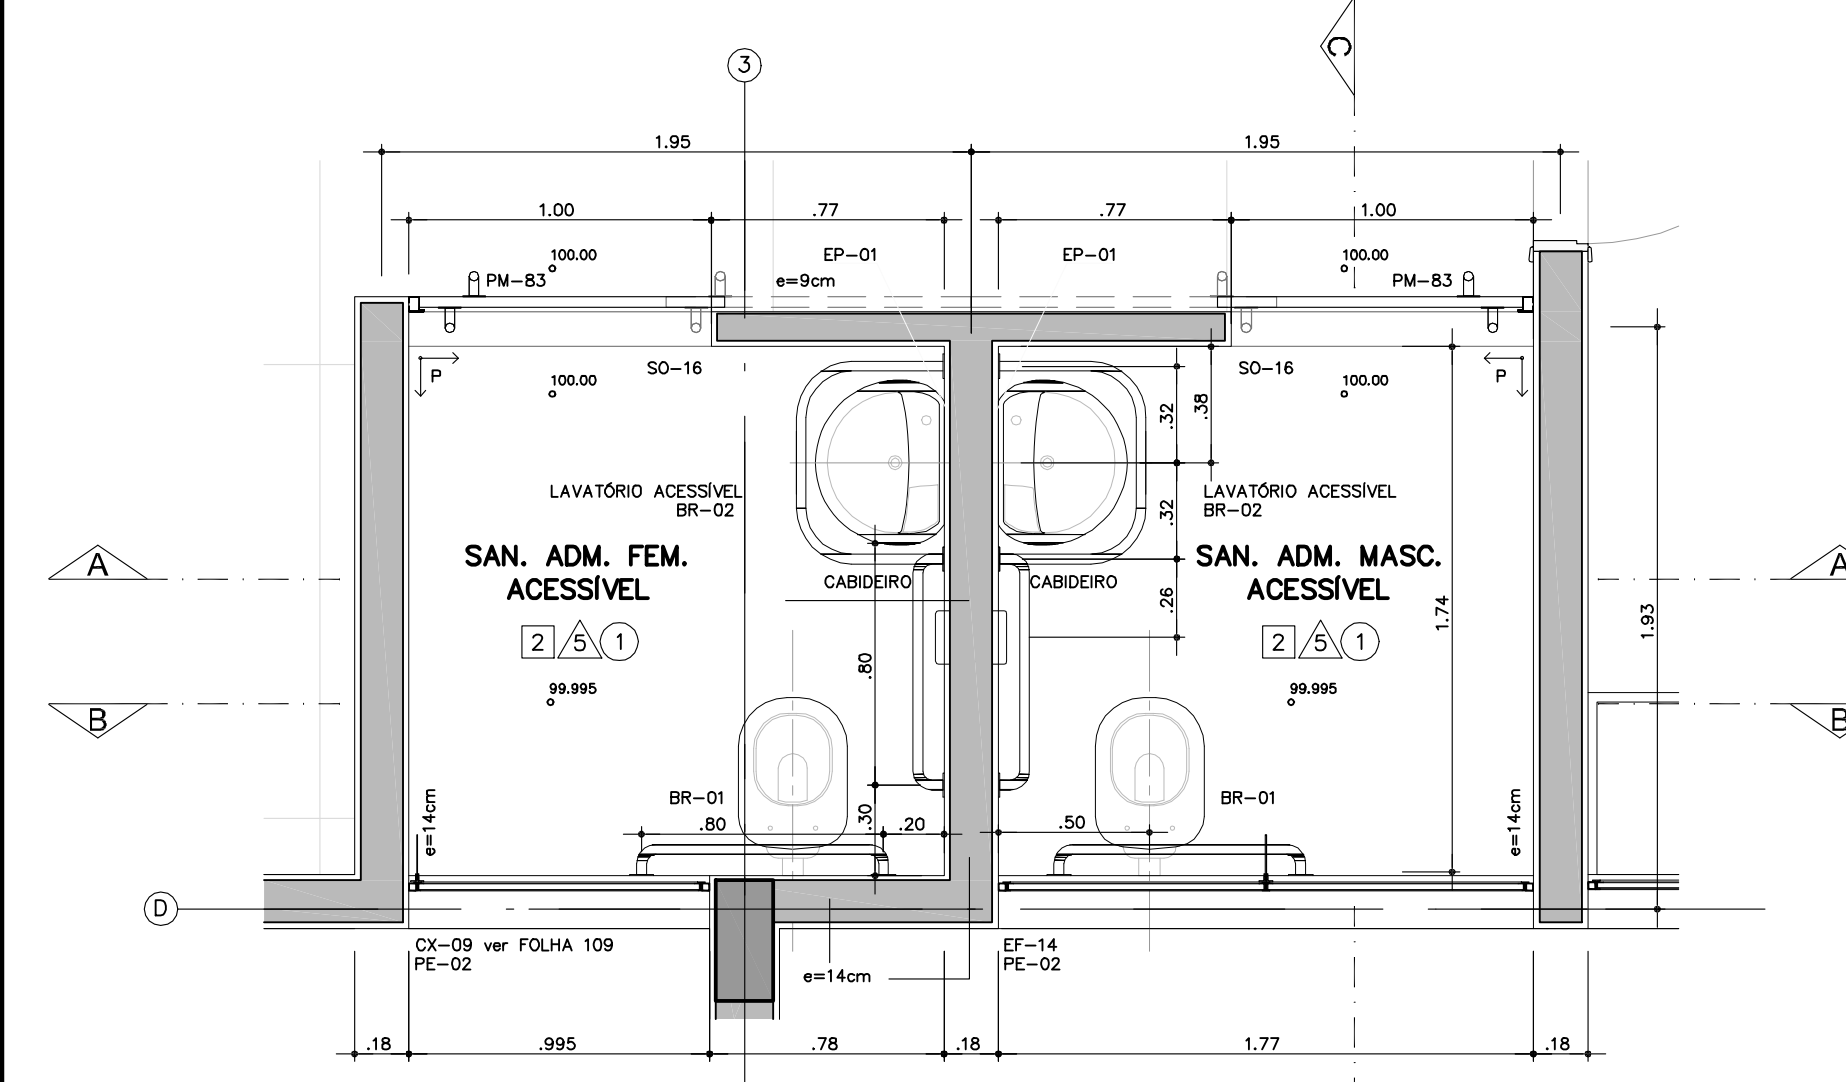 3
C
1.95
1.95
1.00
.77
.77
1.00
100.00
EP-01
EP-01
100.00
PM-83
e=9cm
PM-83
P
SO-16
SO-16
P
100.00
100.00
.32
.38
LAVATÓRIO ACESSÍVEL
BR-02
LAVATÓRIO ACESSÍVEL
BR-02
.32
SAN. ADM. FEM.
ACESSÍVEL
SAN. ADM. MASC.
ACESSÍVEL
A
A
CABIDEIRO
CABIDEIRO
.26
1.74
1.93
2
5
1
2
5
1
.80
99.995
99.995
B
B
BR-01
BR-01
e=14cm
e=14cm
.80
.30
.20
.50
D
CX-09 ver FOLHA 109
PE-02
EF-14
PE-02
e=14cm
.18
.995
.78
.18
1.77
.18